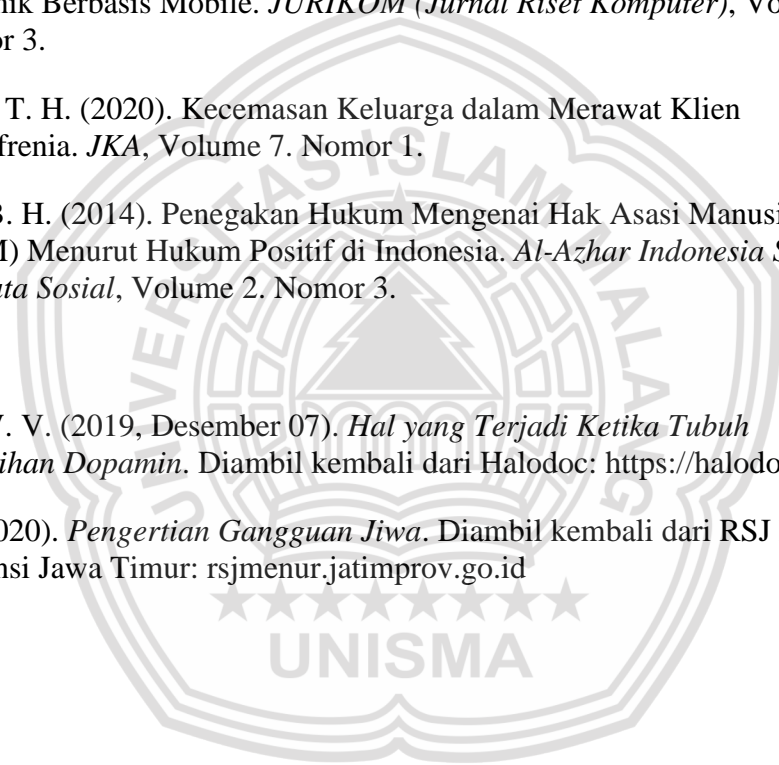 nik Berbasis Mobile. JURIKOM (Jurnal Riset Komputer), Vo
or 3.
T. H. (2020). Kecemasan Keluarga dalam Merawat Klien
frenia. JKA, Volume 7. Nomor 1.
. H. (2014). Penegakan Hukum Mengenai Hak Asasi Manusi
M) Menurut Hukum Positif di Indonesia. Al-Azhar Indonesia S
ta Sosial, Volume 2. Nomor 3.
. V. (2019, Desember 07). Hal yang Terjadi Ketika Tubuh
ihan Dopamin. Diambil kembali dari Halodoc: https://halodo
020). Pengertian Gangguan Jiwa. Diambil kembali dari RSJ
nsi Jawa Timur: rsjmenur.jatimprov.go.id
UNIVERSITAS ISLAM MALANG
UNISMA